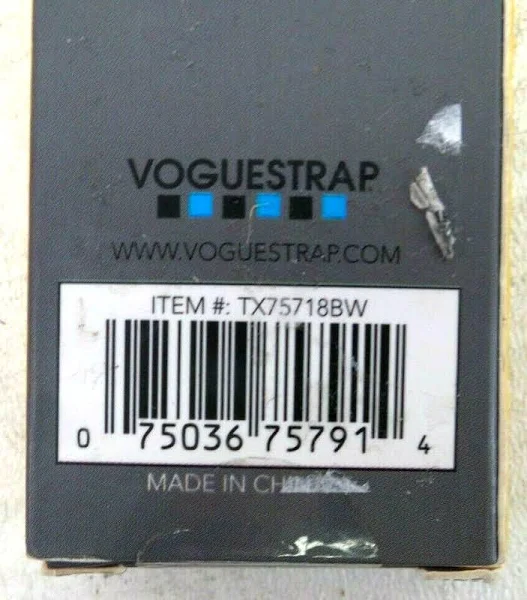 VOGUESTRAP
WWW.VOGUESTRAP.COM
ITEM #: TX75718BW
0 75036 75791 4
MADE IN